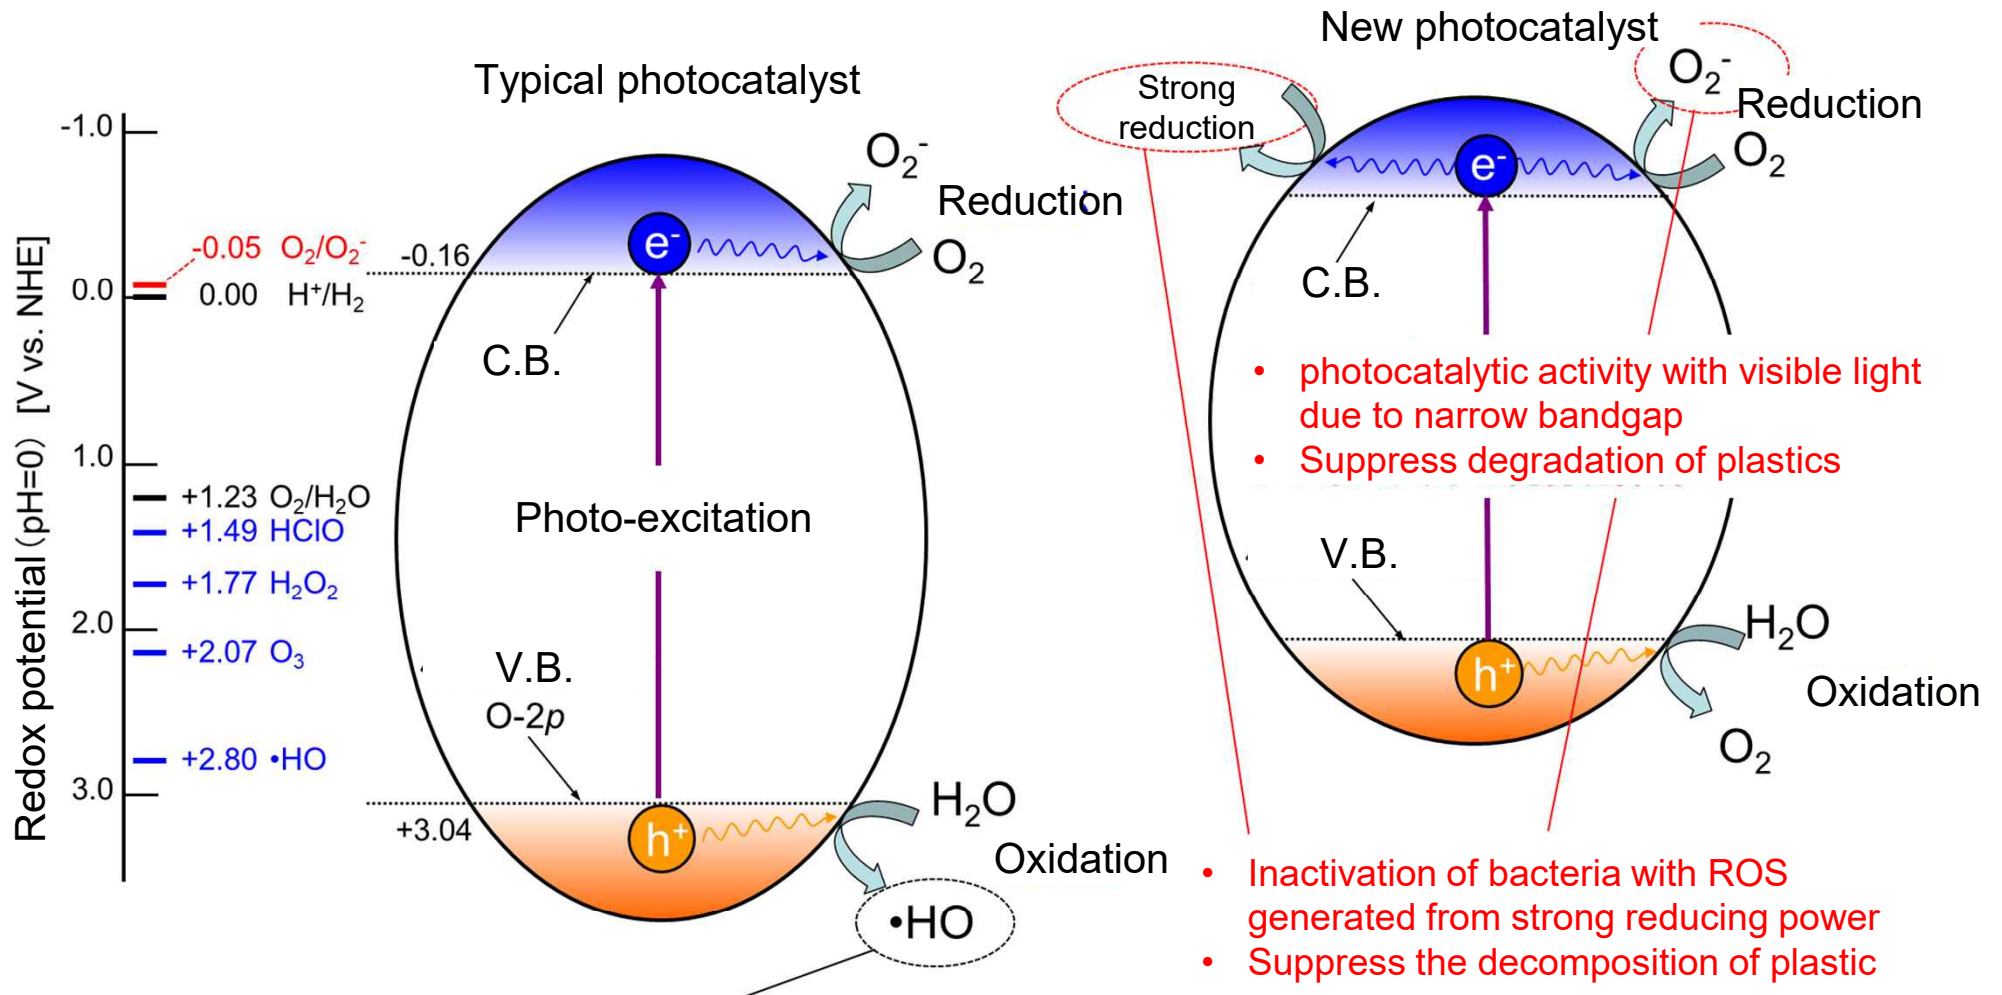 New photocatalyst
Typical photocatalyst
Redox potential (pH=0) [V vs. NHE]
-1.0
0.0
1.0
2.0
3.0
-0.05 O₂/O₂⁻
0.00 H⁺/H₂
+1.23 O₂/H₂O
+1.49 HClO
+1.77 H₂O₂
+2.07 O₃
+2.80 •HO
-0.16
e⁻
O₂⁻
Reduction
O₂
C.B.
Photo-excitation
V.B.
O-2p
+3.04
h⁺
H₂O
Oxidation
•HO
Strong
reduction
e⁻
O₂⁻
Reduction
O₂
C.B.
• photocatalytic activity with visible light
due to narrow bandgap
• Suppress degradation of plastics
V.B.
h⁺
H₂O
Oxidation
O₂
• Inactivation of bacteria with ROS
generated from strong reducing power
• Suppress the decomposition of plastic